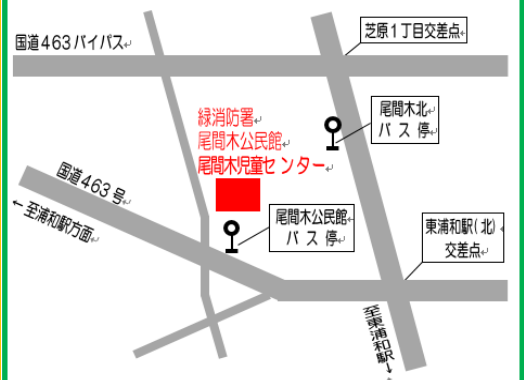 国道463バイパス
芝原1丁目交差点
尾間木北
バス停
緑消防署
尾間木公民館
尾間木児童センター
国道463号
←至浦和駅方面
尾間木公民館
バス停
東浦和駅(北)
交差点
至東浦和駅→